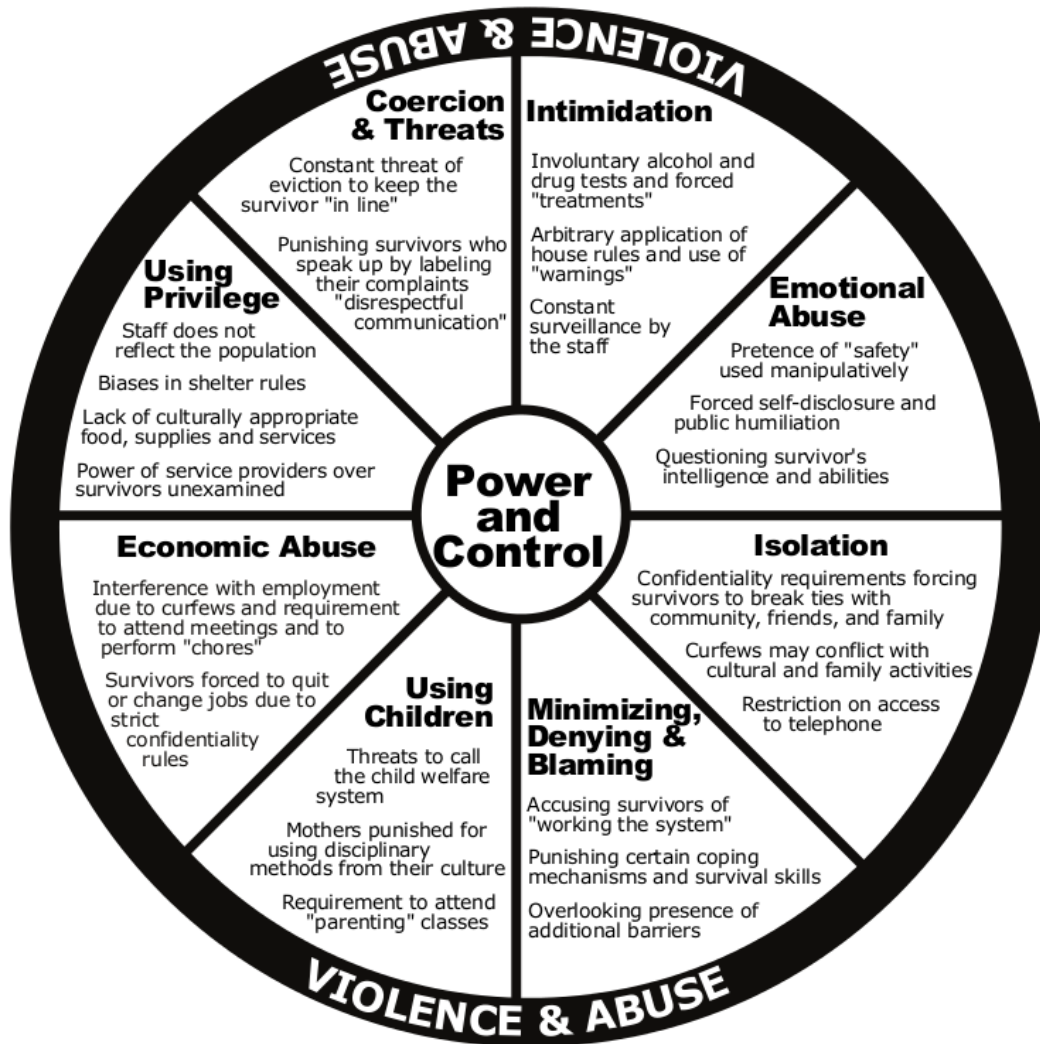 VIOLENCE & ABUSE
Coercion
& Threats
Constant threat of
eviction to keep the
survivor "in line"
Punishing survivors who
speak up by labeling
their complaints
"disrespectful
communication"
Intimidation
Involuntary alcohol and
drug tests and forced
"treatments"
Arbitrary application of
house rules and use of
"warnings"
Constant
surveillance by
the staff
Emotional
Abuse
Pretence of "safety"
used manipulatively
Forced self-disclosure and
public humiliation
Questioning survivor's
intelligence and abilities
Isolation
Confidentiality requirements forcing
survivors to break ties with
community, friends, and family
Curfews may conflict with
cultural and family activities
Restriction on access
to telephone
Minimizing,
Denying &
Blaming
Accusing survivors of
"working the system"
Punishing certain coping
mechanisms and survival skills
Overlooking presence of
additional barriers
Using
Children
Threats to call
the child welfare
system
Mothers punished for
using disciplinary
methods from their culture
Requirement to attend
"parenting" classes
Economic Abuse
Interference with employment
due to curfews and requirement
to attend meetings and to
perform "chores"
Survivors forced to quit
or change jobs due to
strict
confidentiality
rules
Using
Privilege
Staff does not
reflect the population
Biases in shelter rules
Lack of culturally appropriate
food, supplies and services
Power of service providers over
survivors unexamined
Power
and
Control
VIOLENCE & ABUSE